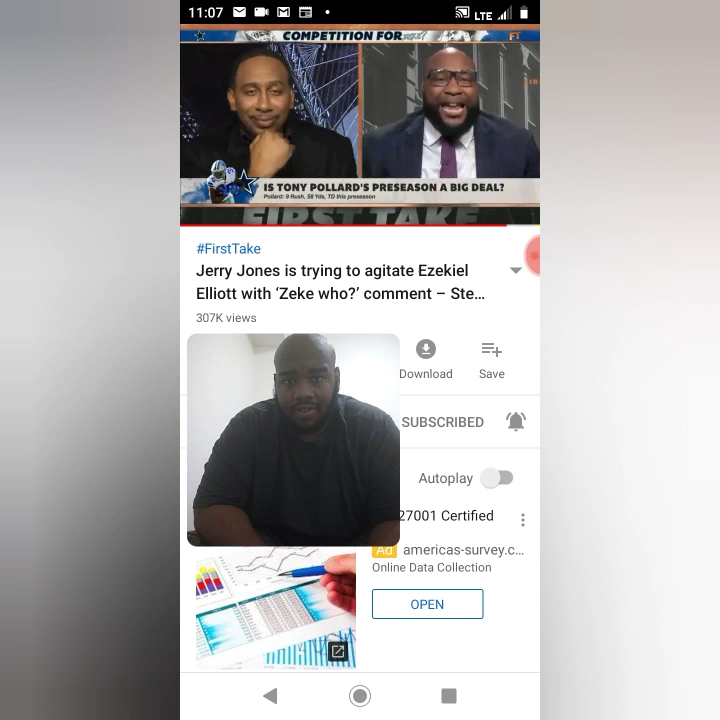 11:07
LTE
COMPETITION FOR
FT
IS TONY POLLARD'S PRESEASON A BIG DEAL?
Pollard: 9 Rush, 58 Yds, TD this preseason
FIRST TAKE
#FirstTake
Jerry Jones is trying to agitate Ezekiel
Elliott with ‘Zeke who?’ comment – Ste...
307K views
Download
Save
SUBSCRIBED
Autoplay
27001 Certified
Ad americas-survey.c...
Online Data Collection
OPEN